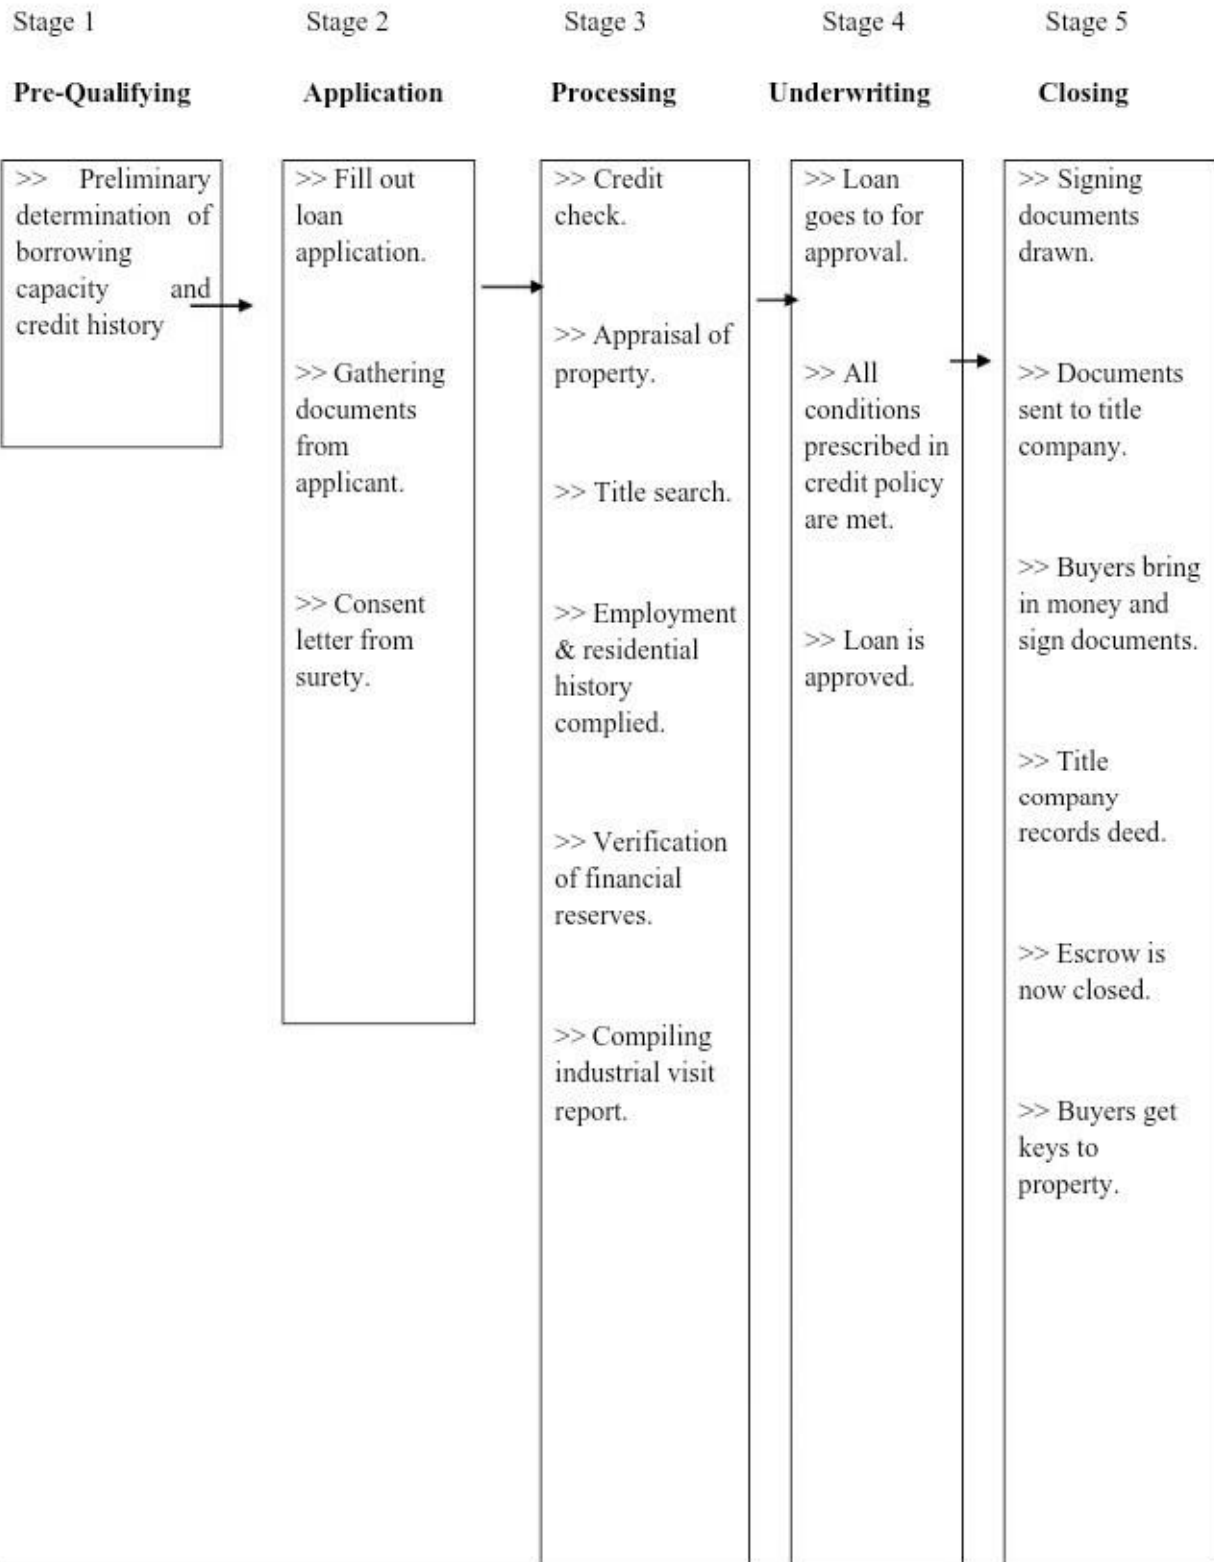 Stage 1 Stage 2 Stage 3 Stage 4 Stage 5
Pre-Qualifying Application Processing Underwriting Closing
>> Preliminary
determination of
borrowing
capacity and
credit history
>> Fill out
loan
application.
>> Gathering
documents
from
applicant.
>> Consent
letter from
surety.
>> Credit
check.
>> Appraisal of
property.
>> Title search.
>> Employment
& residential
history
complied.
>> Verification
of financial
reserves.
>> Compiling
industrial visit
report.
>> Loan
goes to for
approval.
>> All
conditions
prescribed in
credit policy
are met.
>> Loan is
approved.
>> Signing
documents
drawn.
>> Documents
sent to title
company.
>> Buyers bring
in money and
sign documents.
>> Title
company
records deed.
>> Escrow is
now closed.
>> Buyers get
keys to
property.